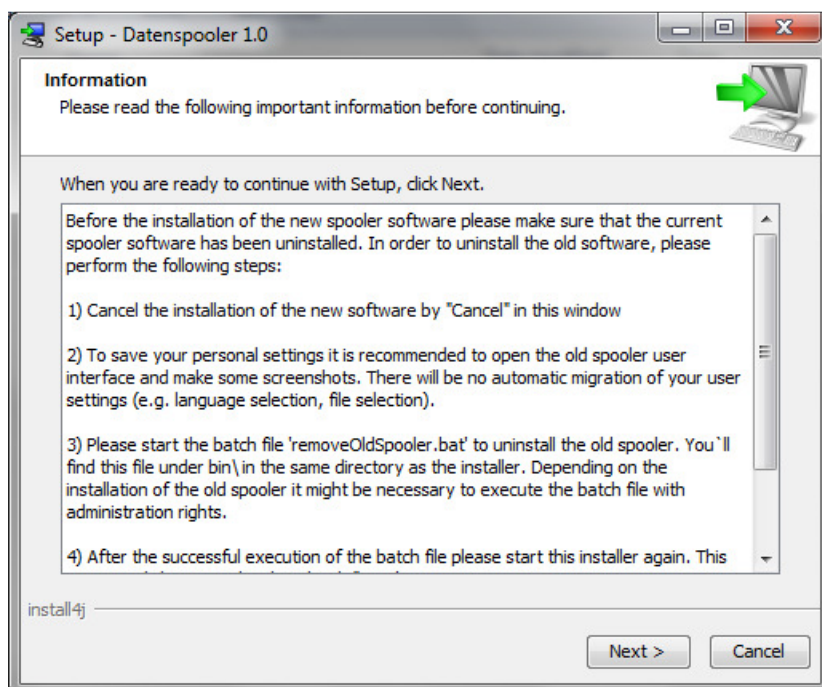 Setup - Datenspooler 1.0
Information
Please read the following important information before continuing.
When you are ready to continue with Setup, click Next.
Before the installation of the new spooler software please make sure that the current
spooler software has been uninstalled. In order to uninstall the old software, please
perform the following steps:
1) Cancel the installation of the new software by "Cancel" in this window
2) To save your personal settings it is recommended to open the old spooler user
interface and make some screenshots. There will be no automatic migration of your user
settings (e.g. language selection, file selection).
3) Please start the batch file 'removeOldSpooler.bat' to uninstall the old spooler. You`ll
find this file under bin\ in the same directory as the installer. Depending on the
installation of the old spooler it might be necessary to execute the batch file with
administration rights.
4) After the successful execution of the batch file please start this installer again. This
install4j
Next >
Cancel